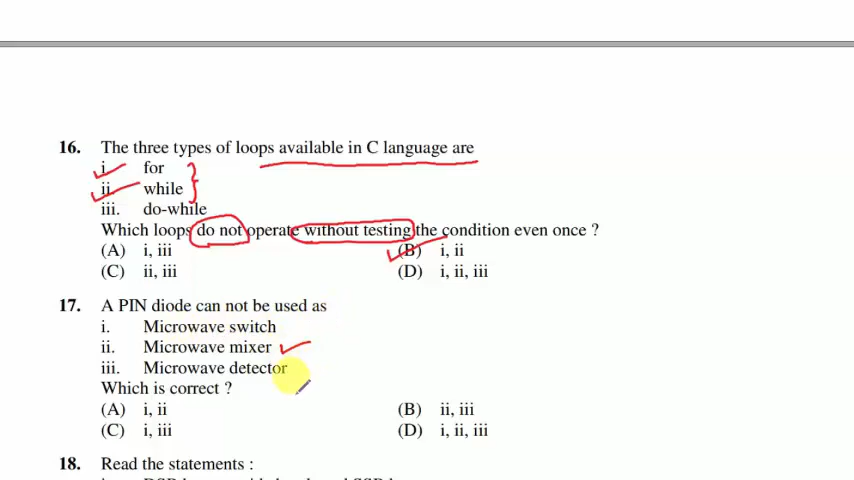 16. The three types of loops available in C language are
i. for
ii. while
iii. do-while
Which loops do not operate without testing the condition even once ?
(A) i, iii (B) i, ii
(C) ii, iii (D) i, ii, iii
17. A PIN diode can not be used as
i. Microwave switch
ii. Microwave mixer
iii. Microwave detector
Which is correct ?
(A) i, ii (B) ii, iii
(C) i, iii (D) i, ii, iii
18. Read the statements :